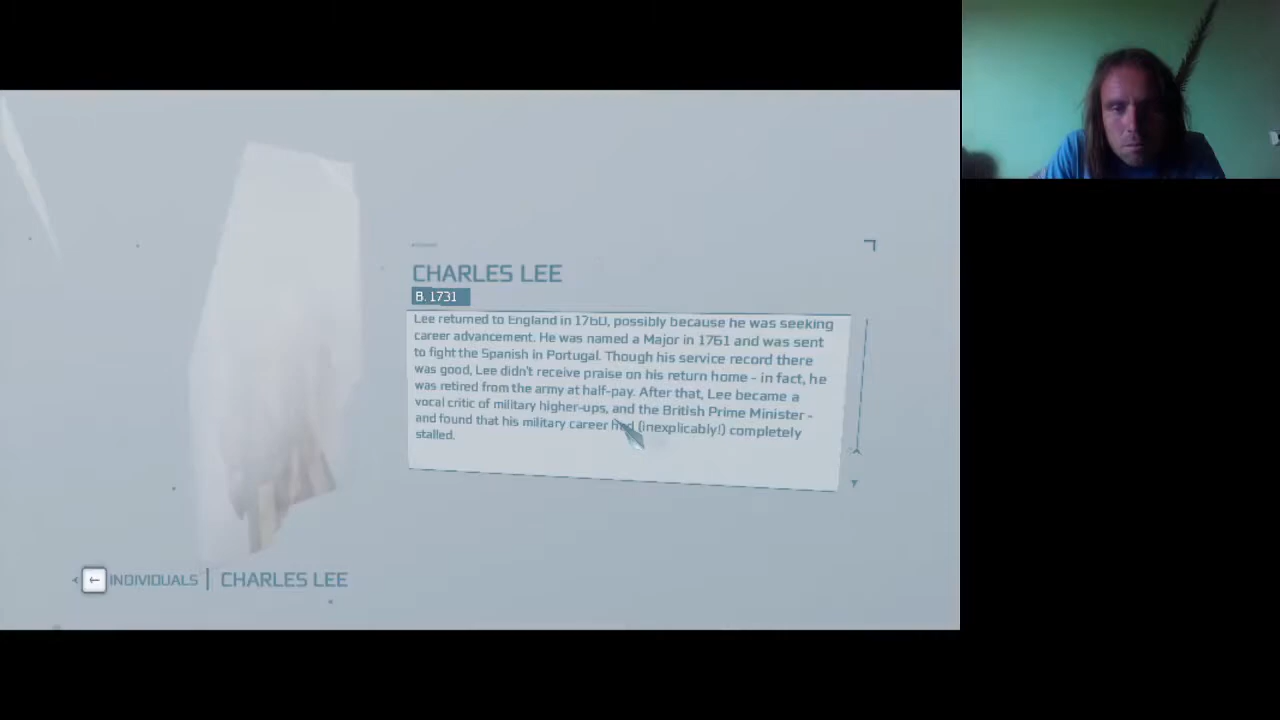 CHARLES LEE
B. 1731
Lee returned to England in 1760, possibly because he was seeking
career advancement. He was named a Major in 1761 and was sent
to fight the Spanish in Portugal. Though his service record there
was good, Lee didn't receive praise on his return home - in fact, he
was retired from the army at half-pay. After that, Lee became a
vocal critic of military higher-ups, and the British Prime Minister -
and found that his military career had (inexplicably!) completely
stalled.
INDIVIDUALS | CHARLES LEE